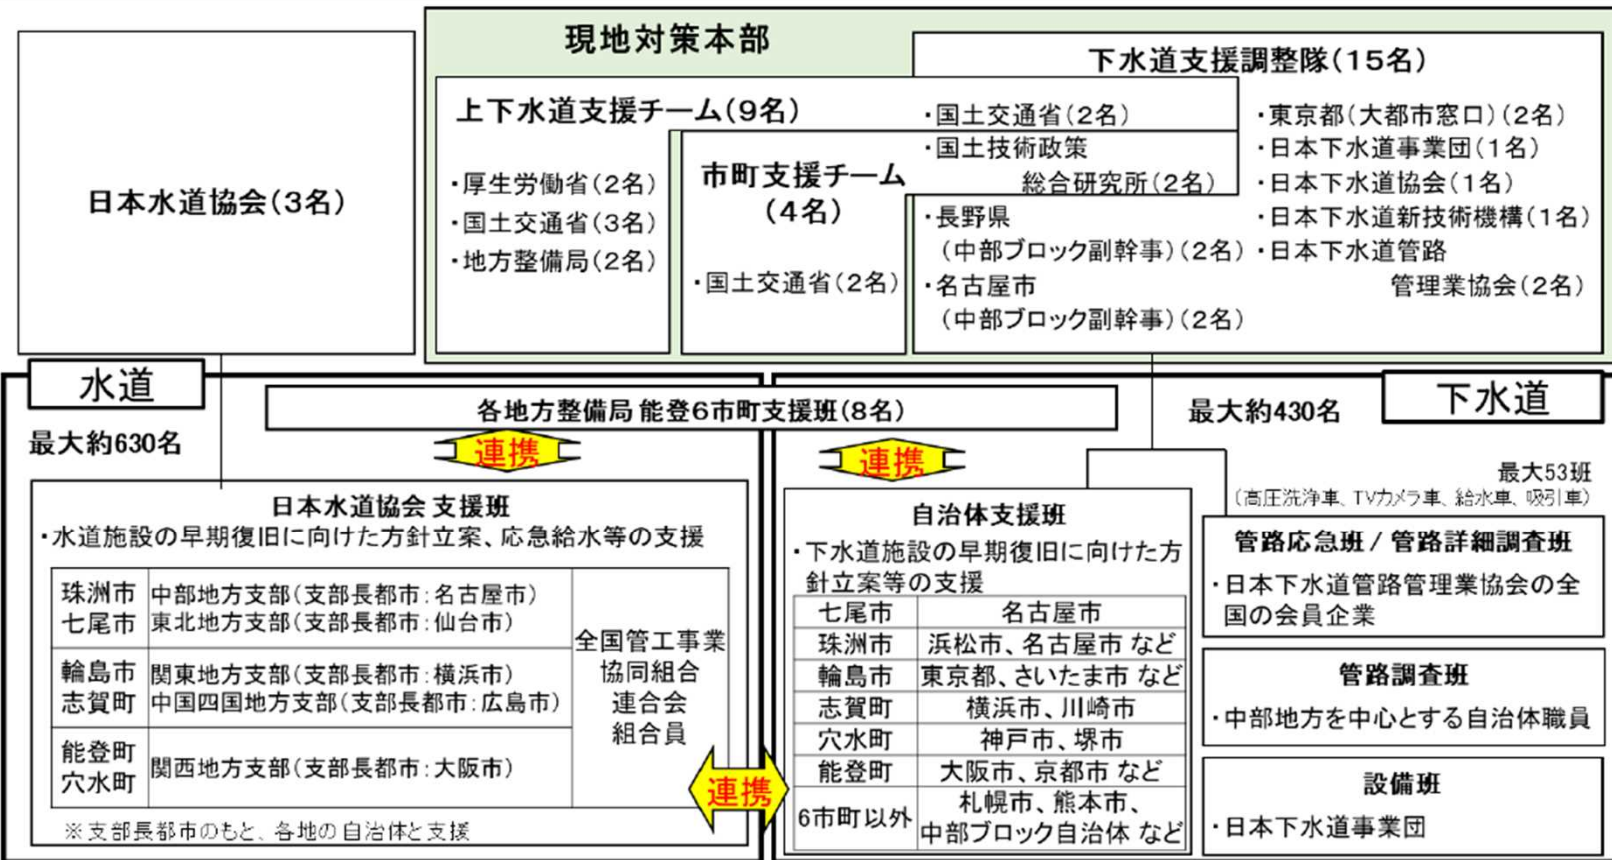 現地対策本部
日本水道協会(3名)
上下水道支援チーム(9名)
・厚生労働省(2名)
・国土交通省(3名)
・地方整備局(2名)
市町支援チーム
(4名)
・国土交通省(2名)
下水道支援調整隊(15名)
・国土交通省(2名)
・国土技術政策
総合研究所(2名)
・長野県
(中部ブロック副幹事)(2名)
・名古屋市
(中部ブロック副幹事)(2名)
・東京都(大都市窓口)(2名)
・日本下水道事業団(1名)
・日本下水道協会(1名)
・日本下水道新技術機構(1名)
・日本下水道管路
管理業協会(2名)
水道
最大約630名
各地方整備局 能登6市町支援班(8名)
最大約430名
下水道
連携
連携
日本水道協会 支援班
・水道施設の早期復旧に向けた方針立案、応急給水等の支援
珠洲市 中部地方支部(支部長都市:名古屋市)
七尾市 東北地方支部(支部長都市:仙台市)
輪島市 関東地方支部(支部長都市:横浜市)
志賀町 中国四国地方支部(支部長都市:広島市)
能登町
穴水町
関西地方支部(支部長都市:大阪市)
全国管工事業
協同組合
連合会
組合員
※支部長都市のもと、各地の自治体と支援
連携
自治体支援班
・下水道施設の早期復旧に向けた方
針立案等の支援
七尾市 名古屋市
珠洲市 浜松市、名古屋市 など
輪島市 東京都、さいたま市 など
志賀町 横浜市、川崎市
穴水町 神戸市、堺市
能登町 大阪市、京都市 など
6市町以外 札幌市、熊本市、
中部ブロック自治体 など
最大53班
(高圧洗浄車、TVカメラ車、給水車、吸引車)
管路応急班 / 管路詳細調査班
・日本下水道管路管理業協会の全
国の会員企業
管路調査班
・中部地方を中心とする自治体職員
設備班
・日本下水道事業団